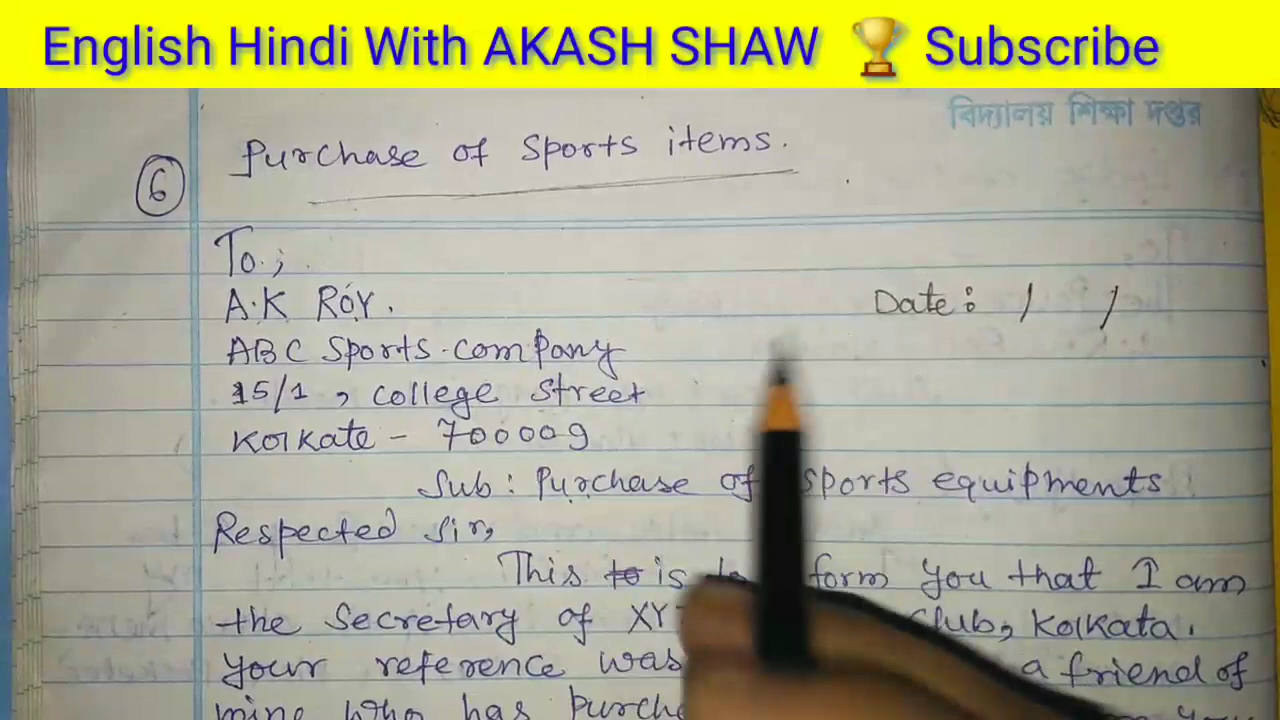 English Hindi With AKASH SHAW 🏆 Subscribe
বিদ্যালয় শিক্ষা দপ্তর
6 Purchase of Sports items.
To,
A.K ROY.
Date: / /
ABC Sports company
15/1, college street
Kolkate - 700009
Sub: Purchase of sports equipments
Respected Sir,
This to is form you that I am
the Secretary of XY Club, Kolkata.
Your reference was a friend of
mine who has